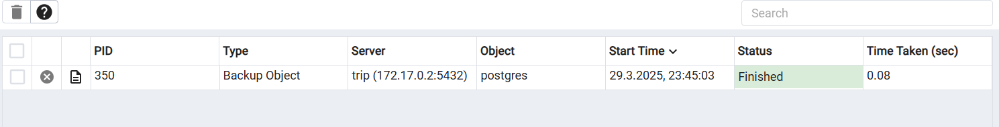 Search
PID Type Server Object Start Time Status Time Taken (sec)
350 Backup Object trip (172.17.0.2:5432) postgres 29.3.2025, 23:45:03 Finished 0.08